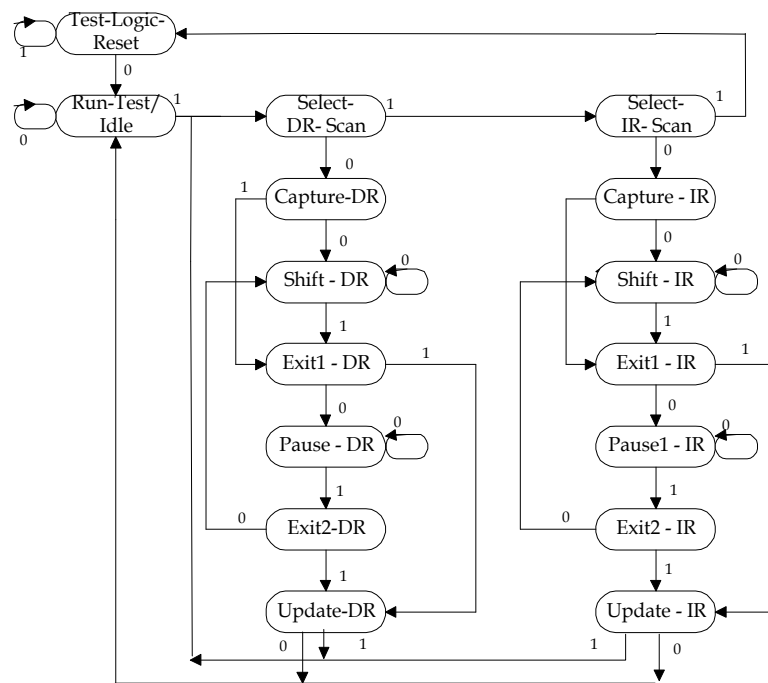 Test-Logic-
Reset
1
0
Run-Test/
Idle
1
0
Select-
DR- Scan
1
Select-
IR- Scan
1
0
0
1
Capture-DR
Capture - IR
0
0
0
0
Shift - DR
Shift - IR
1
1
Exit1 - DR
1
Exit1 - IR
1
0
0
0
0
Pause - DR
Pause1 - IR
1
1
0
Exit2-DR
0
Exit2 - IR
1
1
Update-DR
Update - IR
0
1
1
0